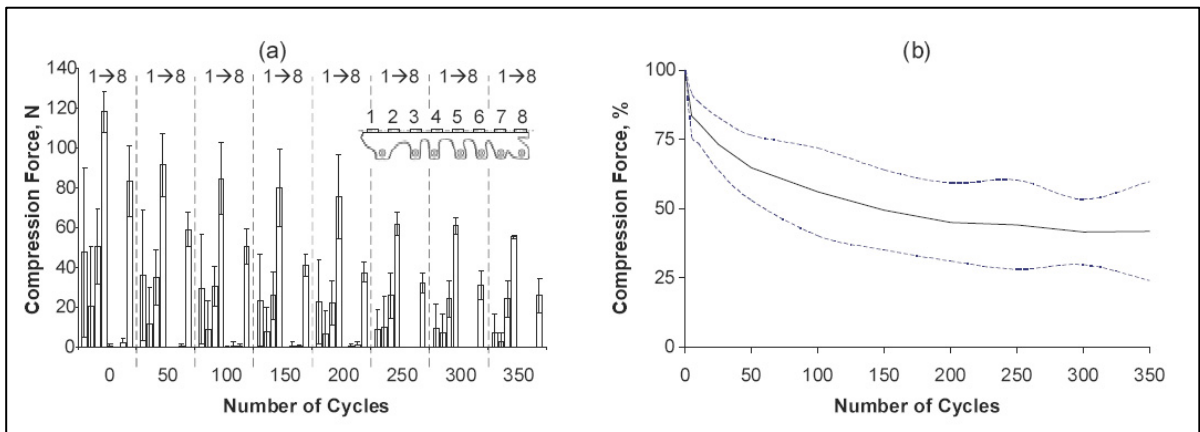 (a)
140
120
100
80
60
40
20
0
Compression Force, N
1→8 1→8 1→8 1→8 1→8 1→8 1→8 1→8
1 2 3 4 5 6 7 8
0 50 100 150 200 250 300 350
Number of Cycles
(b)
100
75
50
25
0
Compression Force, %
0 50 100 150 200 250 300 350
Number of Cycles